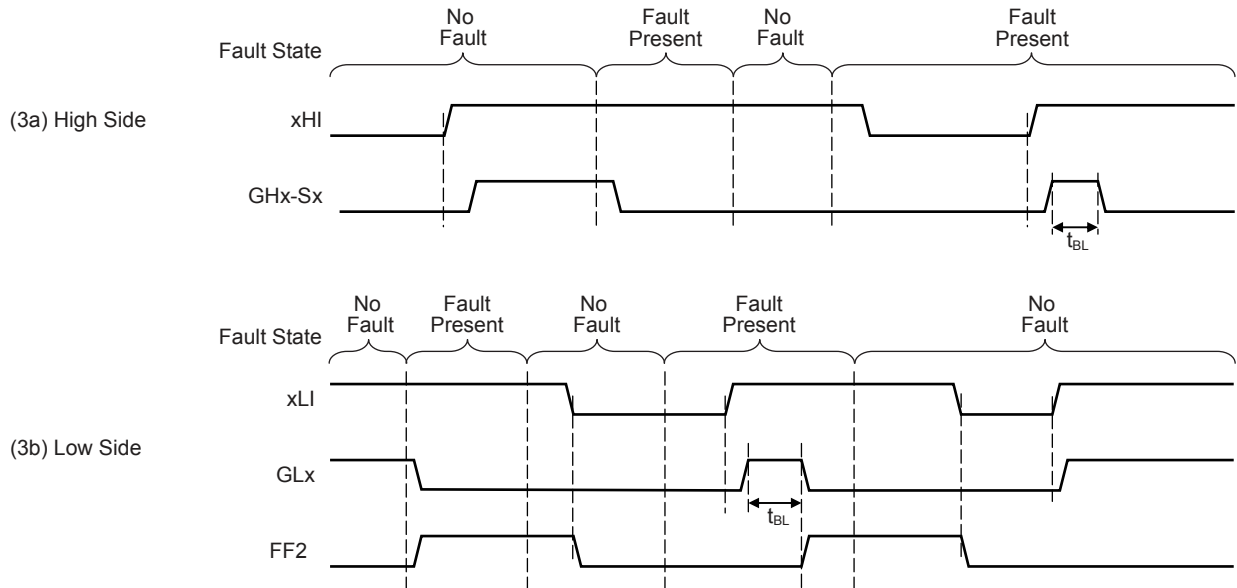 No
Fault
Fault
Present
No
Fault
Fault
Present
Fault State
(3a) High Side
xHI
GHx-Sx
tBL
No
Fault
Fault
Present
No
Fault
Fault
Present
No
Fault
Fault State
xLI
(3b) Low Side
GLx
tBL
FF2